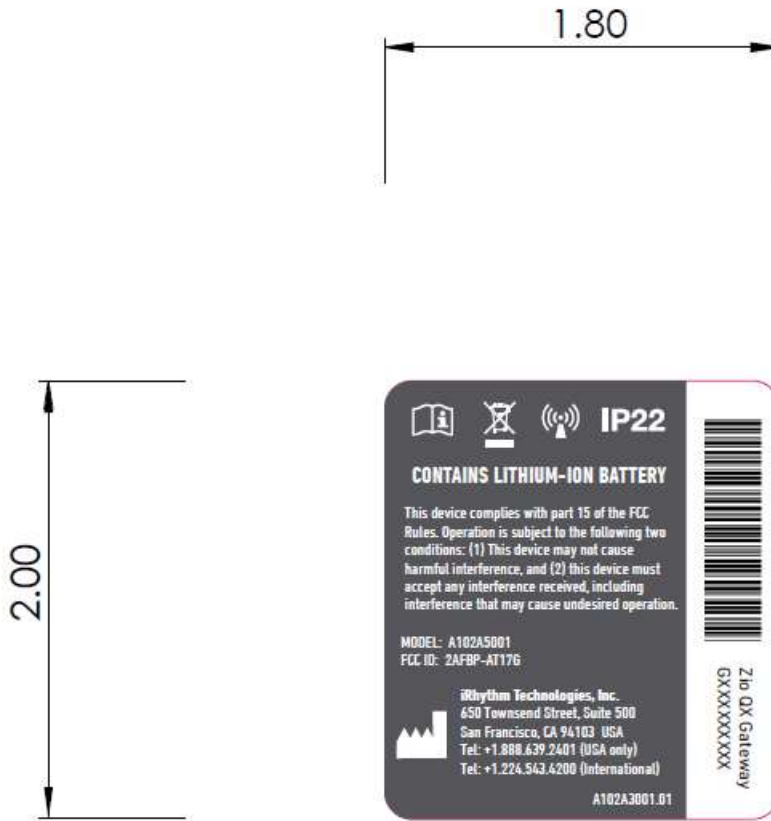 1.80
2.00
IP22
CONTAINS LITHIUM-ION BATTERY
This device complies with part 15 of the FCC
Rules. Operation is subject to the following two
conditions: (1) This device may not cause
harmful interference, and (2) this device must
accept any interference received, including
interference that may cause undesired operation.
MODEL: A102A5001
FCC ID: 2AFBP-AT17G
iRhythm Technologies, Inc.
650 Townsend Street, Suite 500
San Francisco, CA 94103 USA
Tel: +1.888.639.2401 (USA only)
Tel: +1.224.543.4200 (International)
A102A3001.01
Zio QX Gateway
GXXXXXXXXX